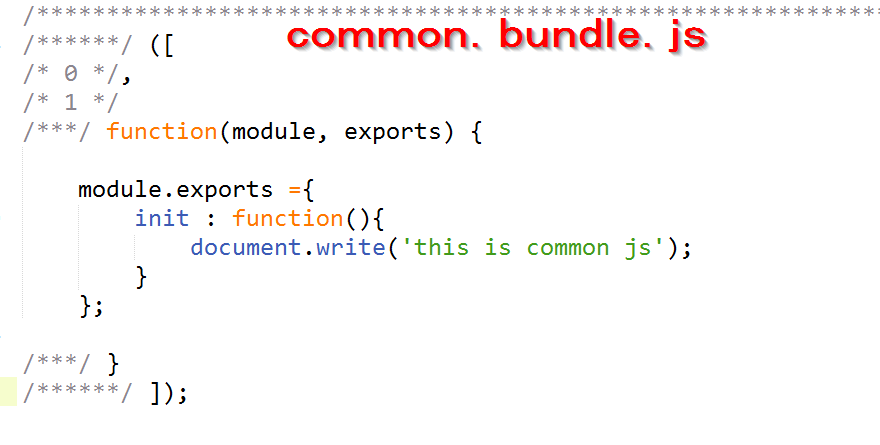 /*************************************************************
common. bundle. js
/******/ ([
/* 0 */,
/* 1 */
/***/ function(module, exports) {
module.exports ={
init : function(){
document.write('this is common js');
}
};
/***/ }
/******/ ]);